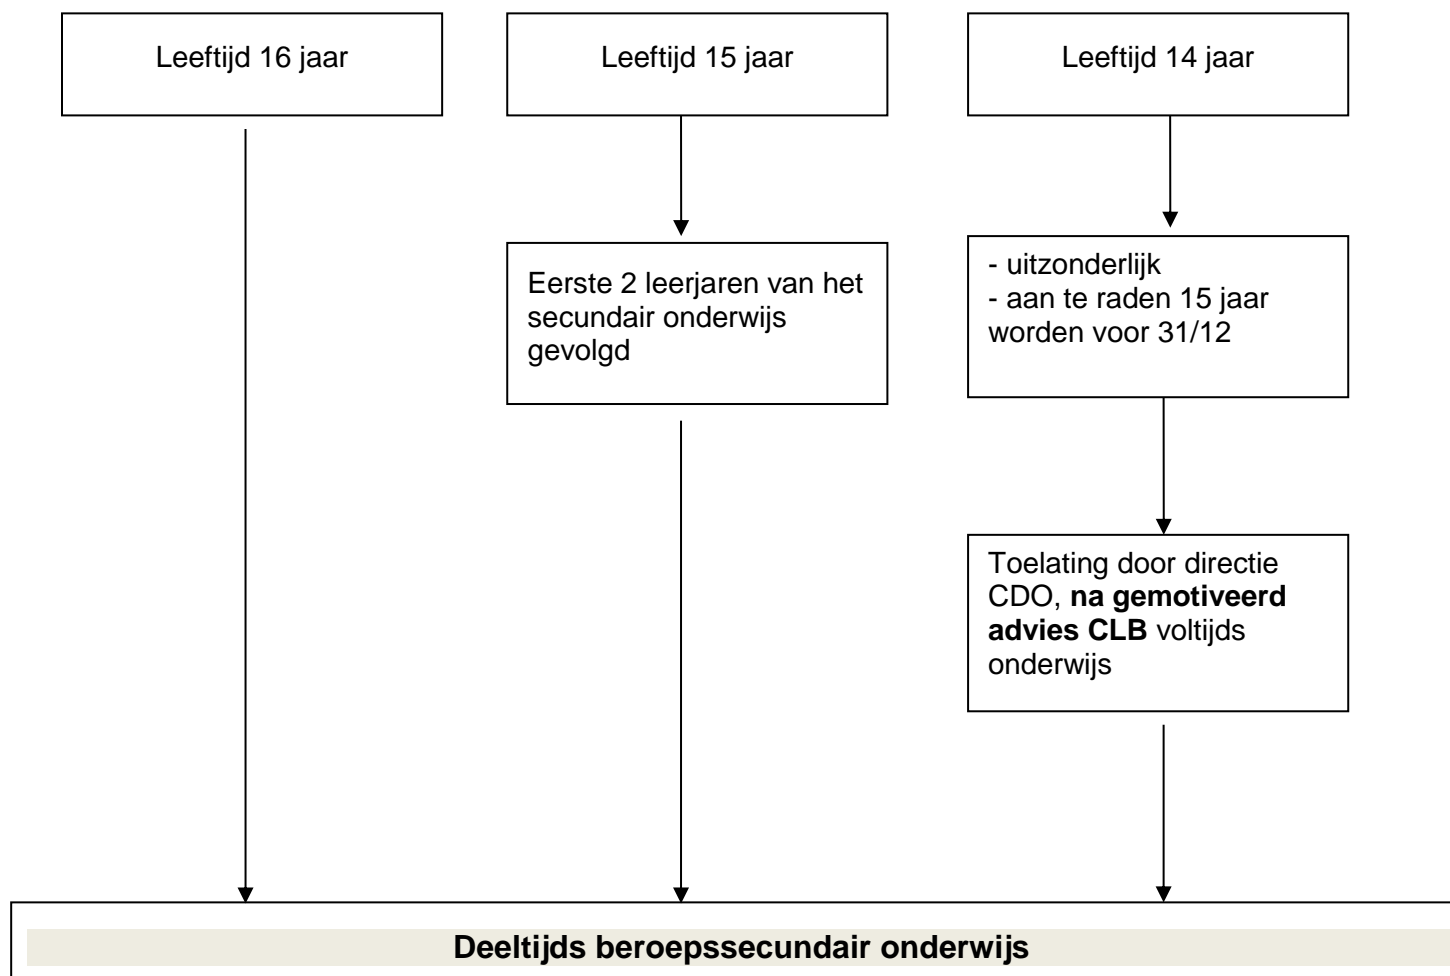 Leeftijd 16 jaar
Leeftijd 15 jaar
Leeftijd 14 jaar
Eerste 2 leerjaren van het
secundair onderwijs
gevolgd
- uitzonderlijk
- aan te raden 15 jaar
worden voor 31/12
Toelating door directie
CDO, na gemotiveerd
advies CLB voltijds
onderwijs
Deeltijds beroepssecundair onderwijs